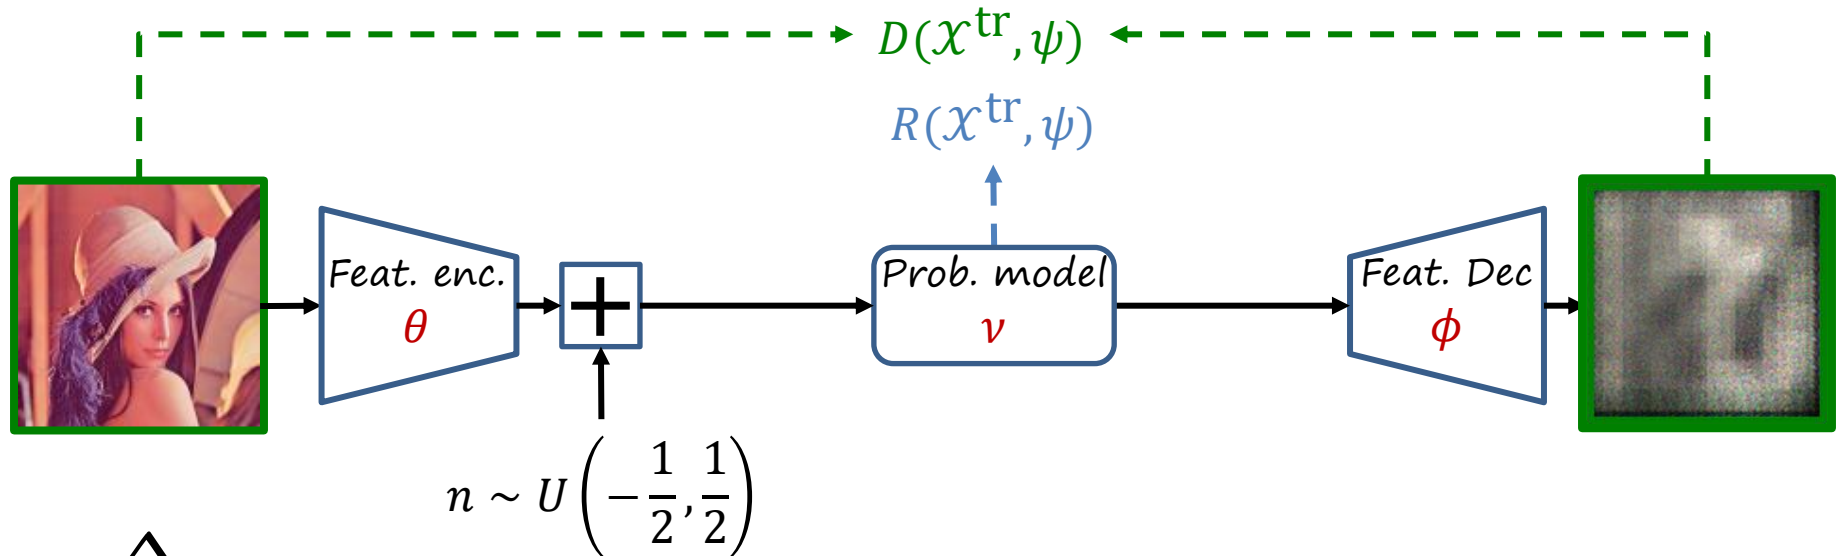 D(𝒳^tr, ψ)
R(𝒳^tr, ψ)
Feat. enc.
θ
+
Prob. model
ν
Feat. Dec
ϕ
n ~ U(−1/2, 1/2)